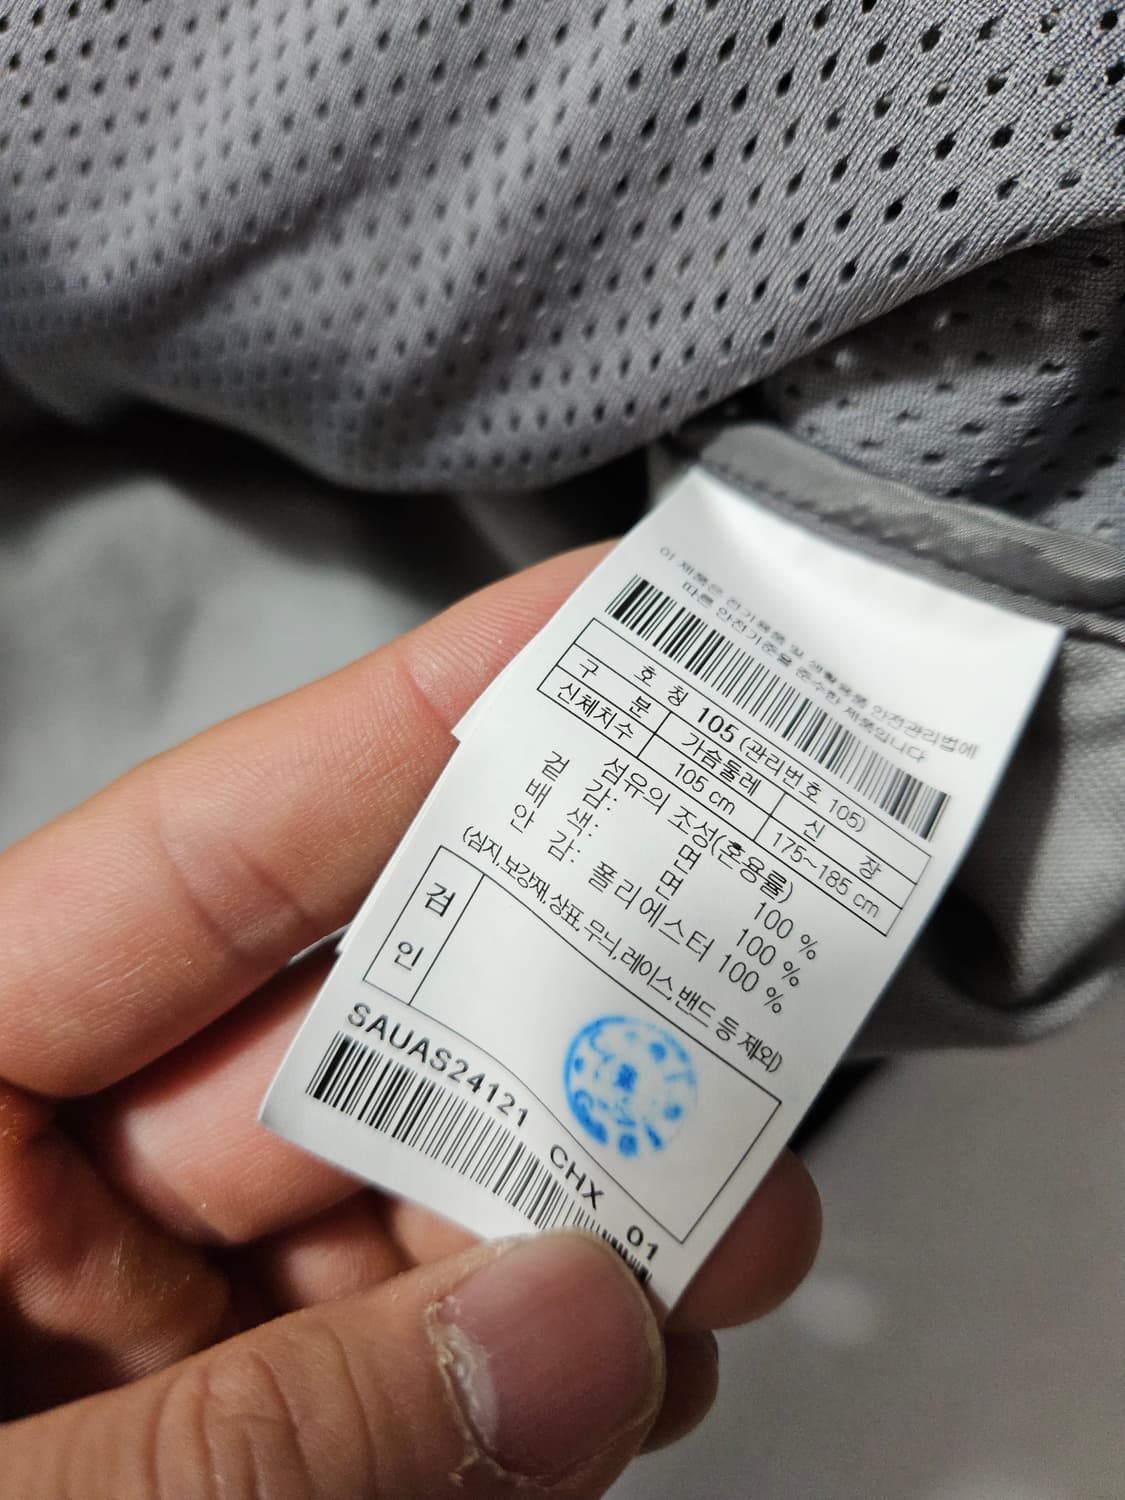 이 제품은 전기용품 및 생활용품 안전관리법에
따른 안전기준을 준수한 제품입니다
호 칭 105 (관리번호 105)
구 분 가슴둘레 신 장
신체치수 105 cm 175~185 cm
섬유의 조성(혼용률)
겉 감: 면 100 %
배 색: 면 100 %
안 감: 폴리에스터 100 %
(심지,보강재,상표,무늬,레이스,밴드 등 제외)
검
인
SAUAS24121 CHX 01